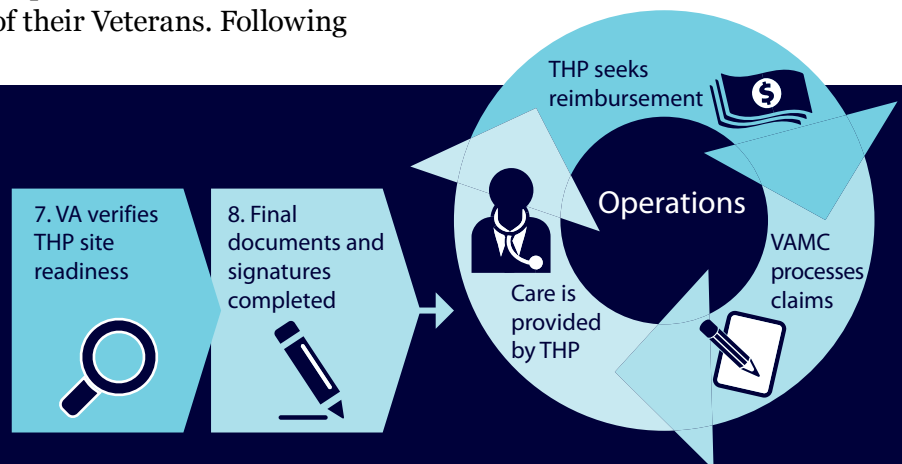 of their Veterans. Following
7. VA verifies
THP site
readiness
8. Final
documents and
signatures
completed
THP seeks
reimbursement
$
Operations
VAMC
processes
claims
Care is
provided
by THP